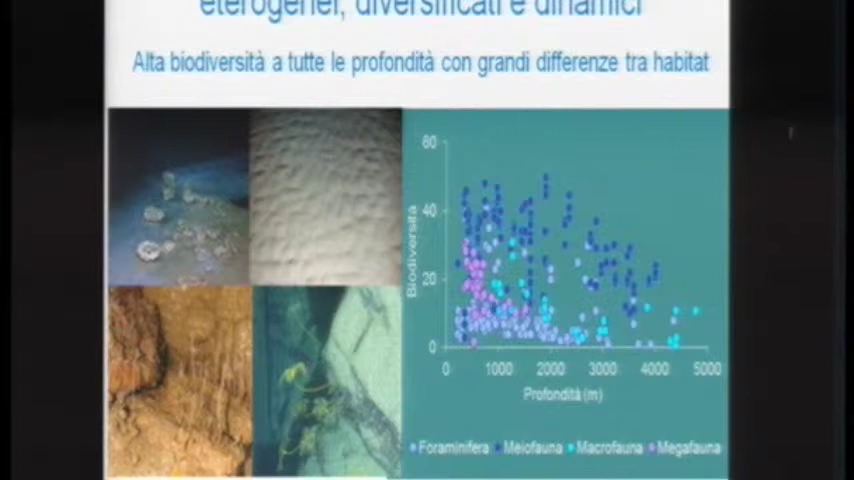 eterogenei, diversificati e dinamici
Alta biodiversità a tutte le profondità con grandi differenze tra habitat
60
40
20
0
Biodiversità
0 1000 2000 3000 4000 5000
Profondità (m)
Foraminifera Meiofauna Macrofauna Megafauna